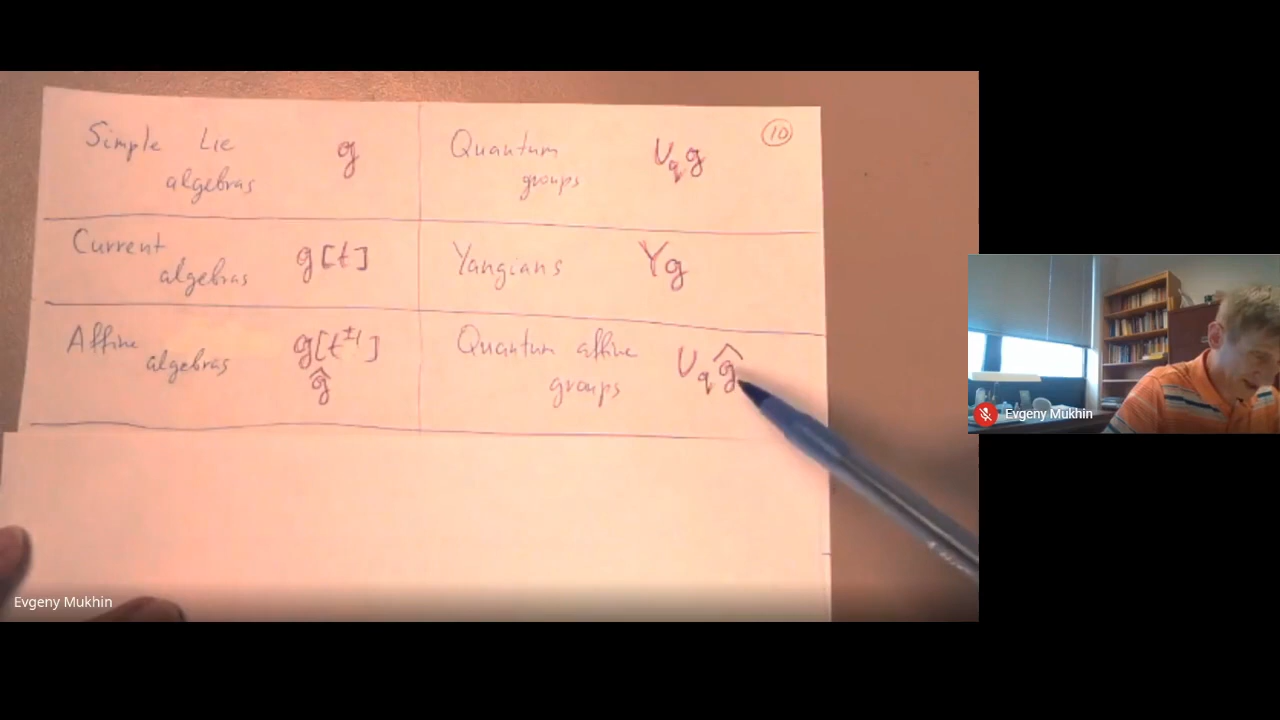 Simple Lie
algebras g
Quantum
groups U_q g
10
Current
algebras g[t]
Yangians Yg
Affine
algebras g[t^{±1}]
ĝ
Quantum affine
groups U_q ĝ
Evgeny Mukhin
Evgeny Mukhin